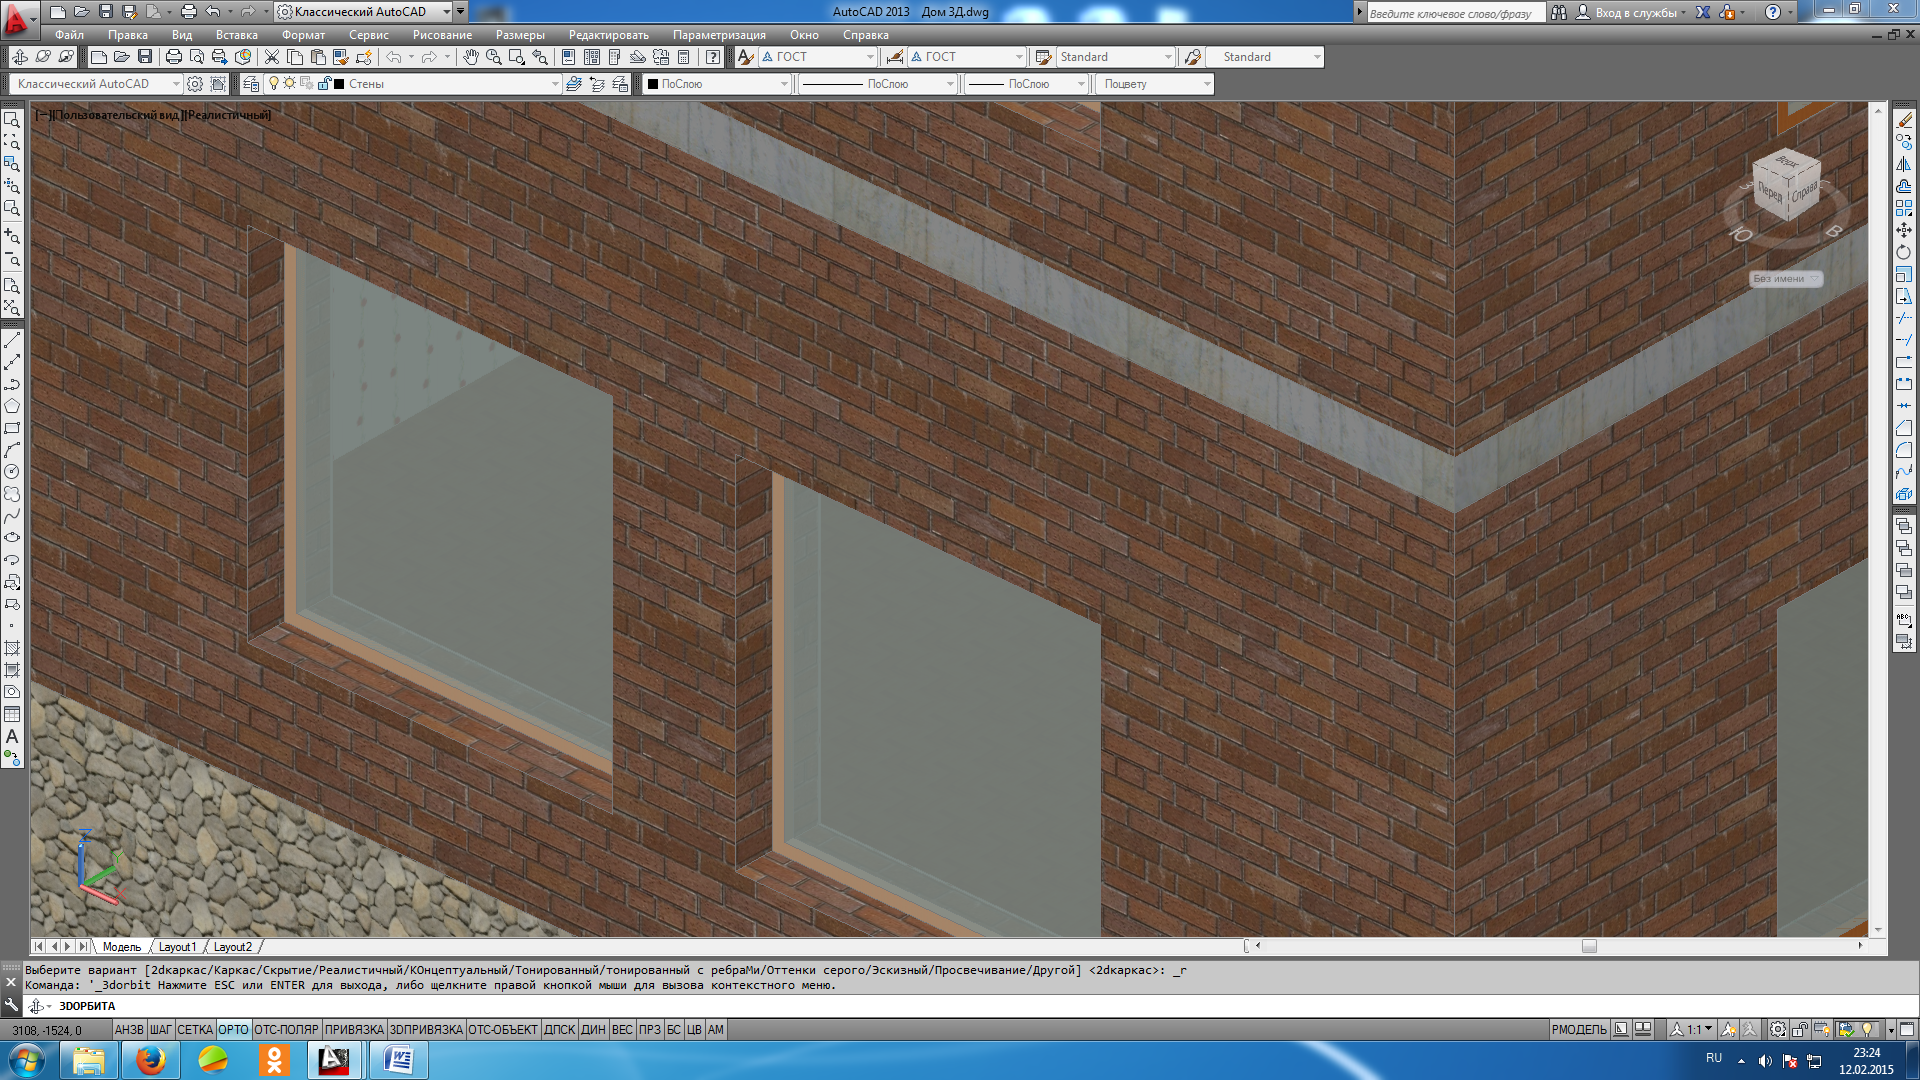 Классический AutoCAD
AutoCAD 2013 Дом 3Д.dwg
Введите ключевое слово/фразу
Вход в службы
Файл Правка Вид Вставка Формат Сервис Рисование Размеры Редактировать Параметризация Окно Справка
ГОСТ ГОСТ Standard Standard
Классический AutoCAD Стены ПоСлою ПоСлою ПоСлою Поцвету
[−][Пользовательский вид][Реалистичный]
Верх
Перед Справа
Ю В
Без имени
Z
Y
Модель Layout1 Layout2
Выберите вариант [2dкаркас/Каркас/Скрытие/Реалистичный/КОнцептуальный/Тонированный/тонированный с ребраМи/Оттенки серого/Эскизный/Просвечивание/Другой] <2dкаркас>: _r
Команда: '_3dorbit Нажмите ESC или ENTER для выхода, либо щелкните правой кнопкой мыши для вызова контекстного меню.
3DОРБИТА
3108, -1524, 0 АНЗВ ШАГ СЕТКА ОРТО ОТС-ПОЛЯР ПРИВЯЗКА 3DПРИВЯЗКА ОТС-ОБЪЕКТ ДПСК ДИН ВЕС ПРЗ БС ЦВ АМ РМОДЕЛЬ 1:1
RU
23:24
12.02.2015